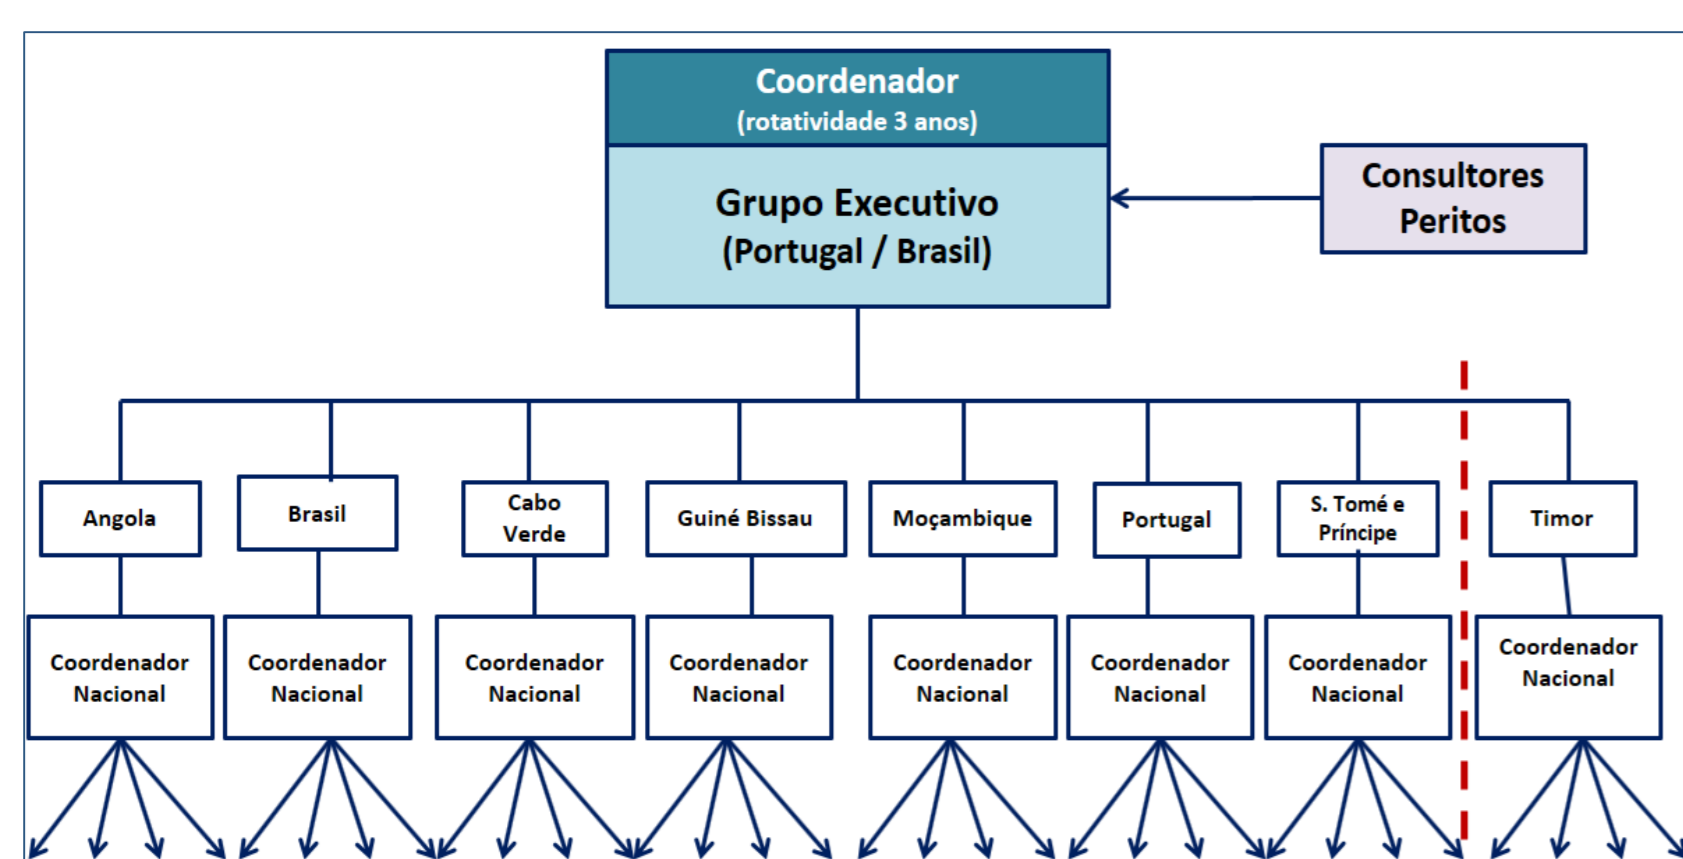 Coordenador
(rotatividade 3 anos)
Grupo Executivo
(Portugal / Brasil)
Consultores
Peritos
Angola
Brasil
Cabo
Verde
Guiné Bissau
Moçambique
Portugal
S. Tomé e
Príncipe
Timor
Coordenador
Nacional
Coordenador
Nacional
Coordenador
Nacional
Coordenador
Nacional
Coordenador
Nacional
Coordenador
Nacional
Coordenador
Nacional
Coordenador
Nacional